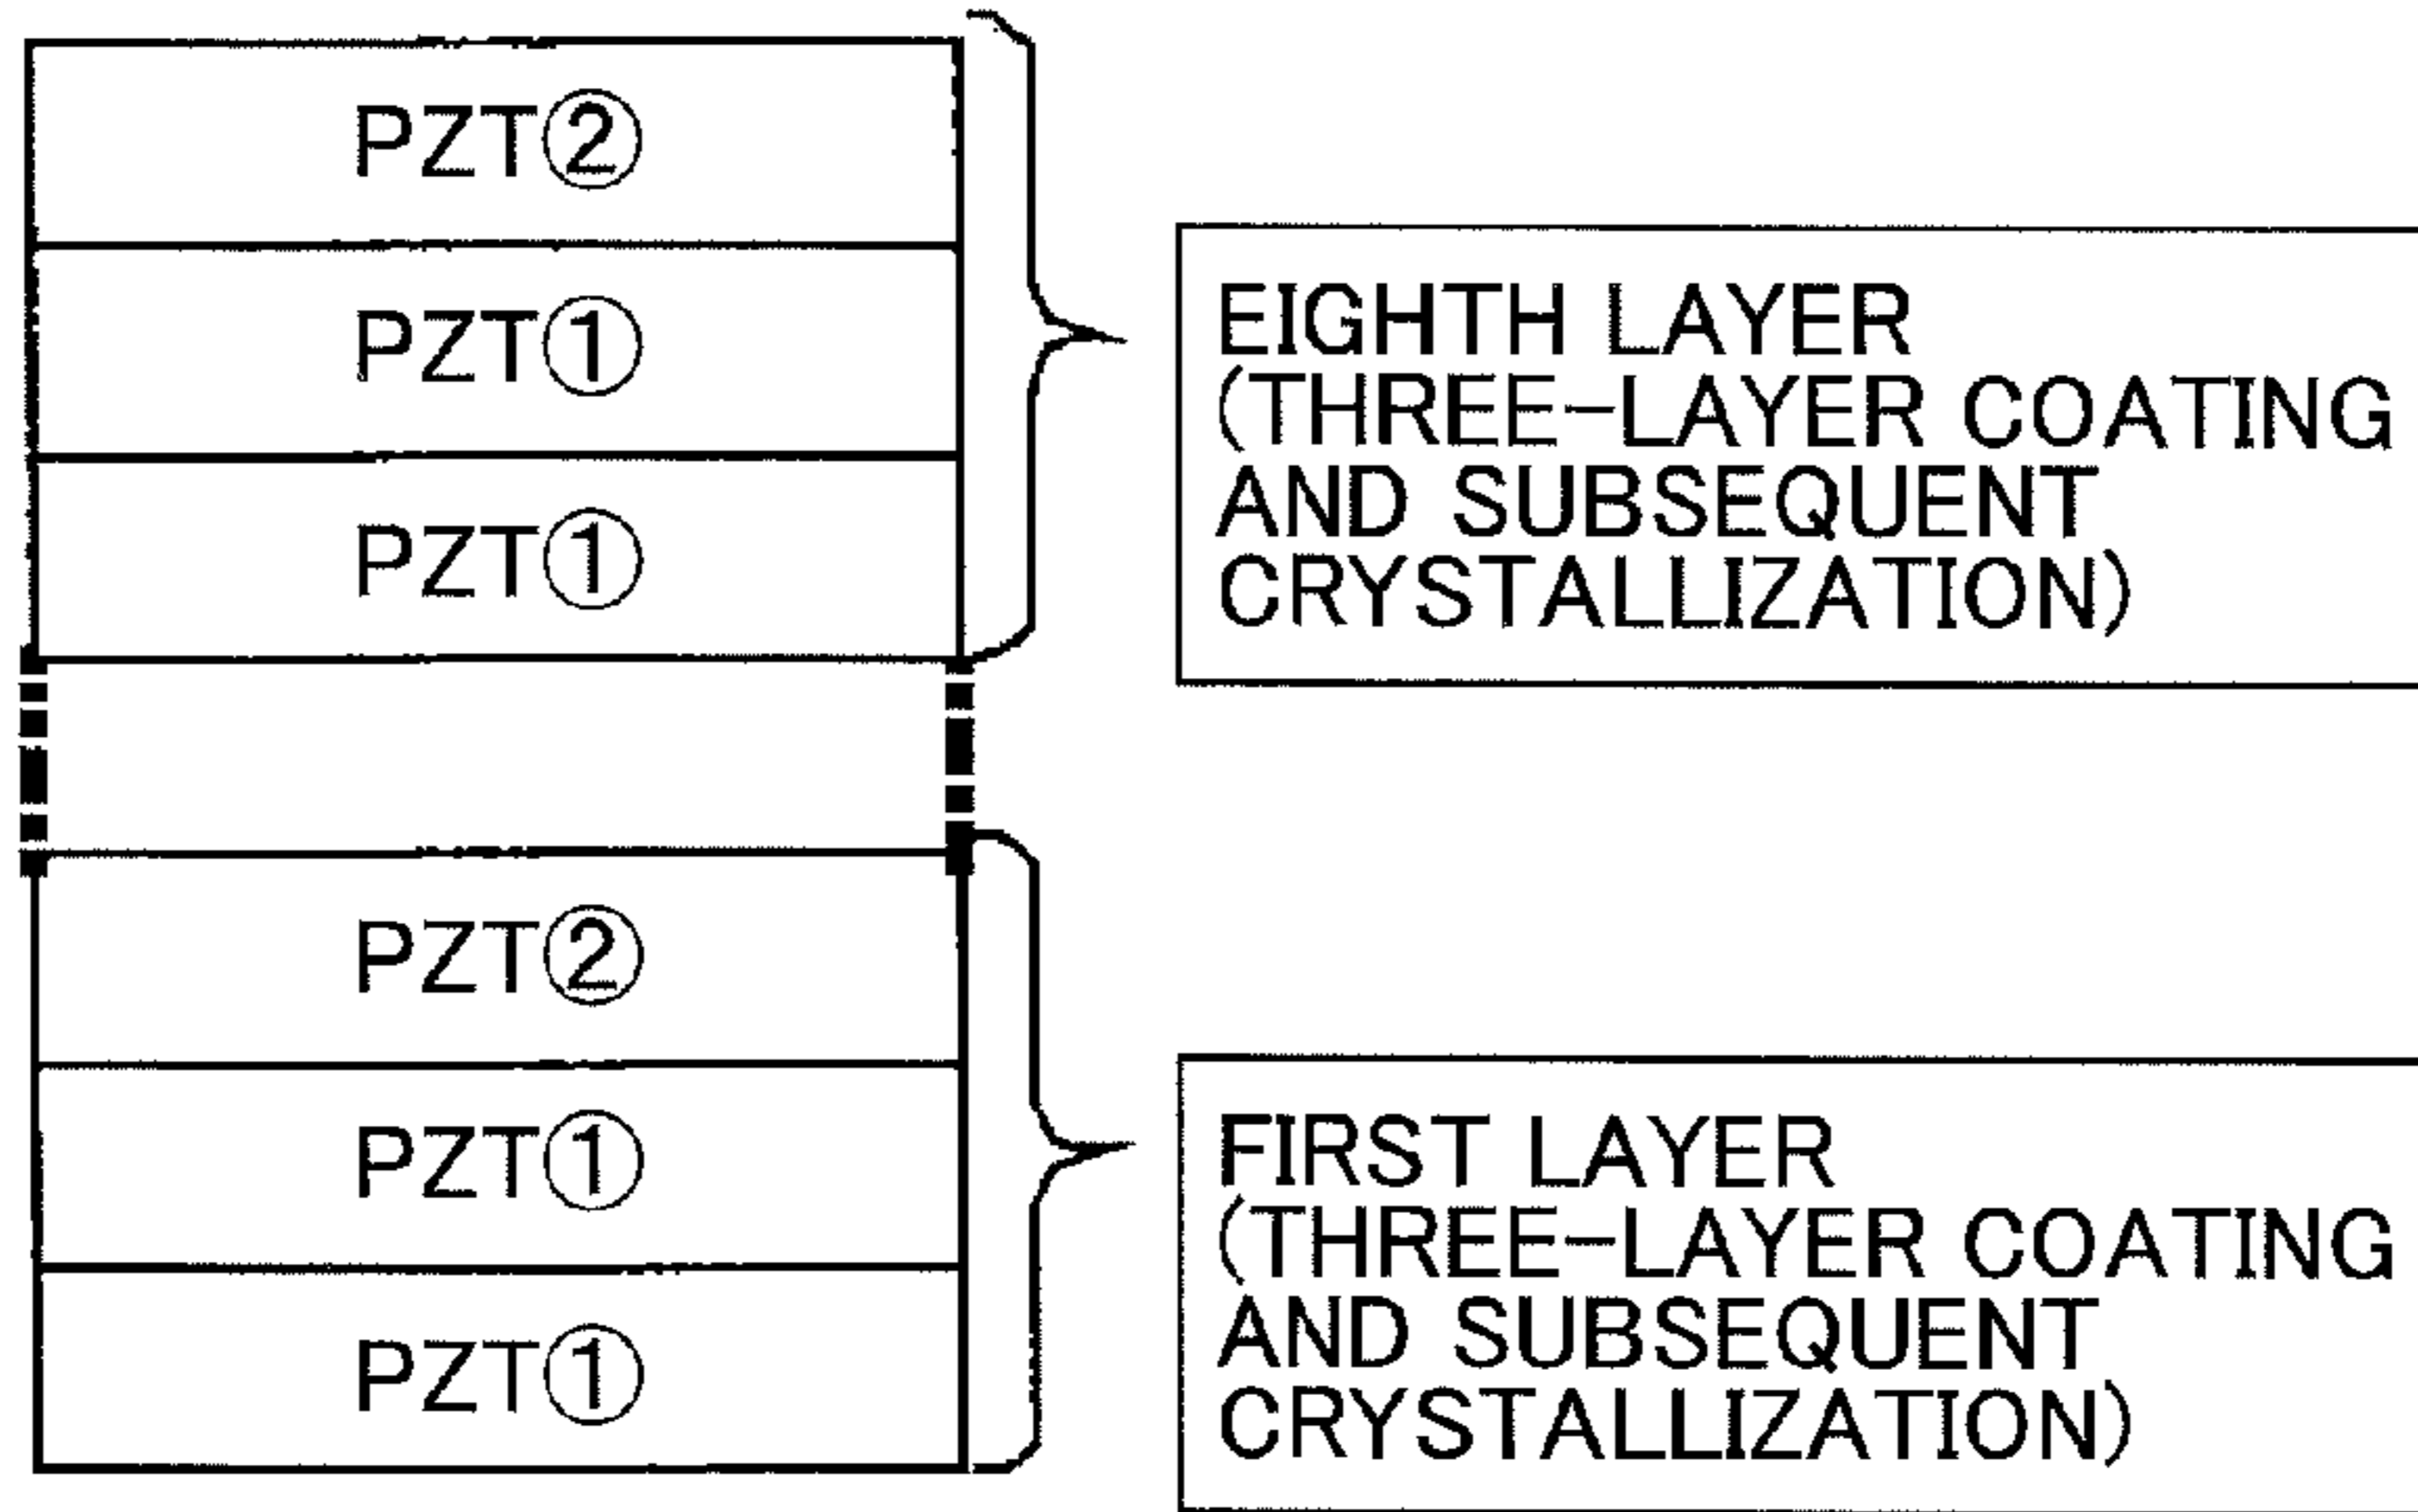 PZT②
PZT①
PZT①
EIGHTH LAYER
(THREE-LAYER COATING
AND SUBSEQUENT
CRYSTALLIZATION)
PZT②
PZT①
PZT①
FIRST LAYER
(THREE-LAYER COATING
AND SUBSEQUENT
CRYSTALLIZATION)